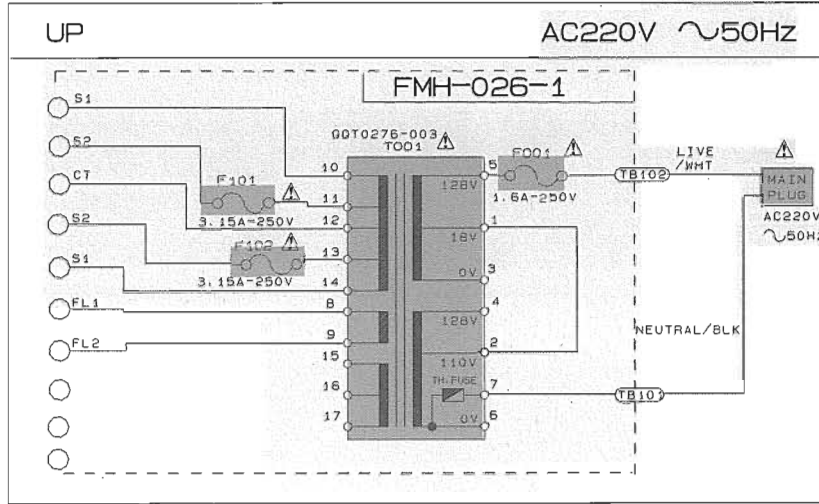 UP
AC220V ∿50Hz
FMH-026-1
S1
S2
CT
S2
S1
FL1
FL2
QQT0276-003
T001
F101
3.15A-250V
F102
3.15A-250V
10
11
12
13
14
8
9
15
16
17
128V
18V
0V
128V
110V
TH.FUSE
0V
5
1
3
4
2
7
6
F001
1.6A-250V
TB102
LIVE
/WHT
MAIN
PLUG
AC220V
∿50Hz
NEUTRAL/BLK
TB101